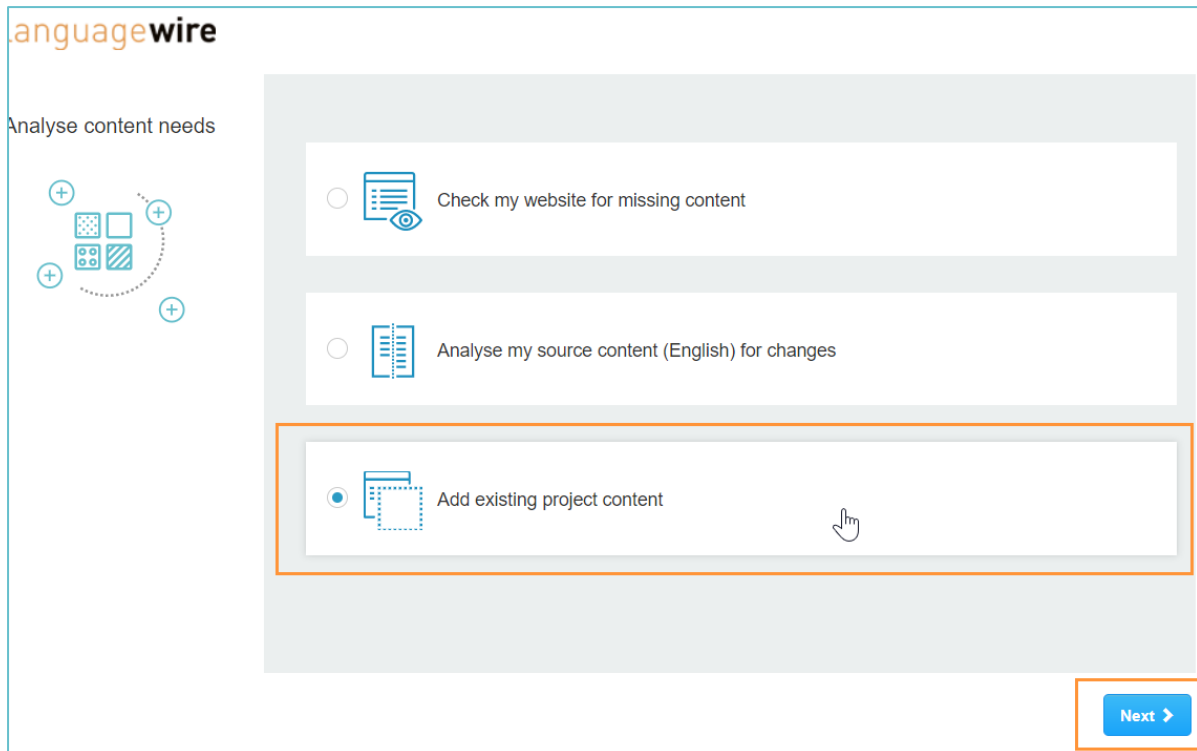 languagewire
Analyse content needs
Check my website for missing content
Analyse my source content (English) for changes
Add existing project content
Next